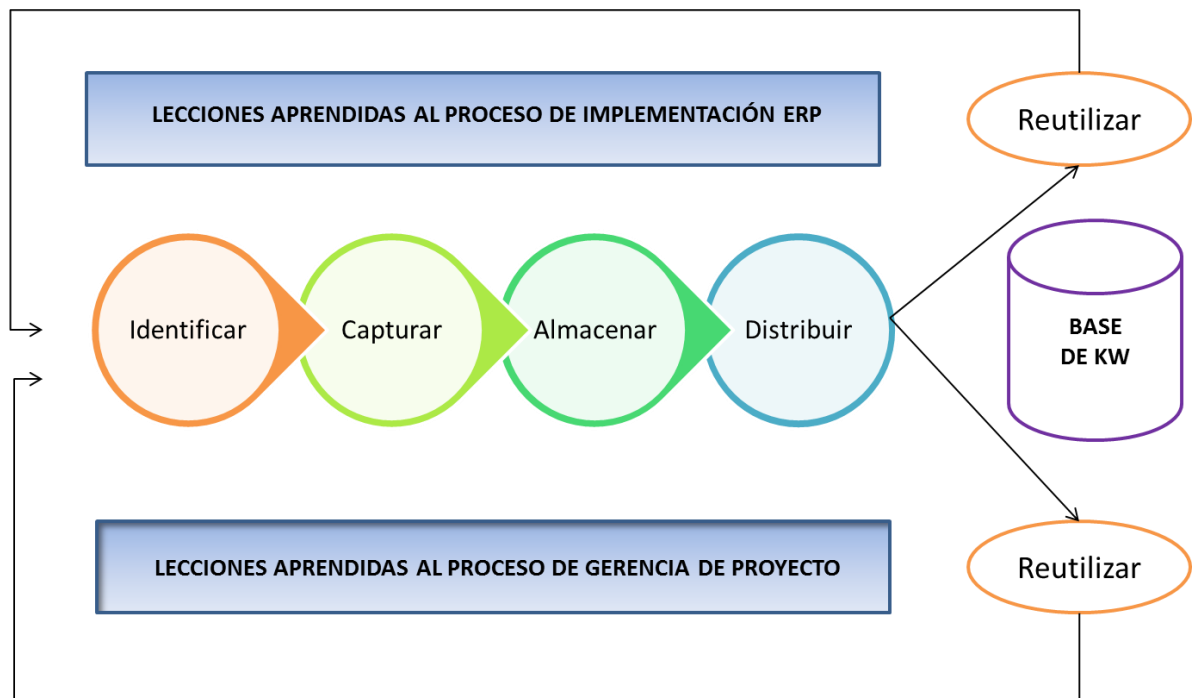 LECCIONES APRENDIDAS AL PROCESO DE IMPLEMENTACIÓN ERP
Reutilizar
Identificar
Capturar
Almacenar
Distribuir
BASE
DE KW
LECCIONES APRENDIDAS AL PROCESO DE GERENCIA DE PROYECTO
Reutilizar